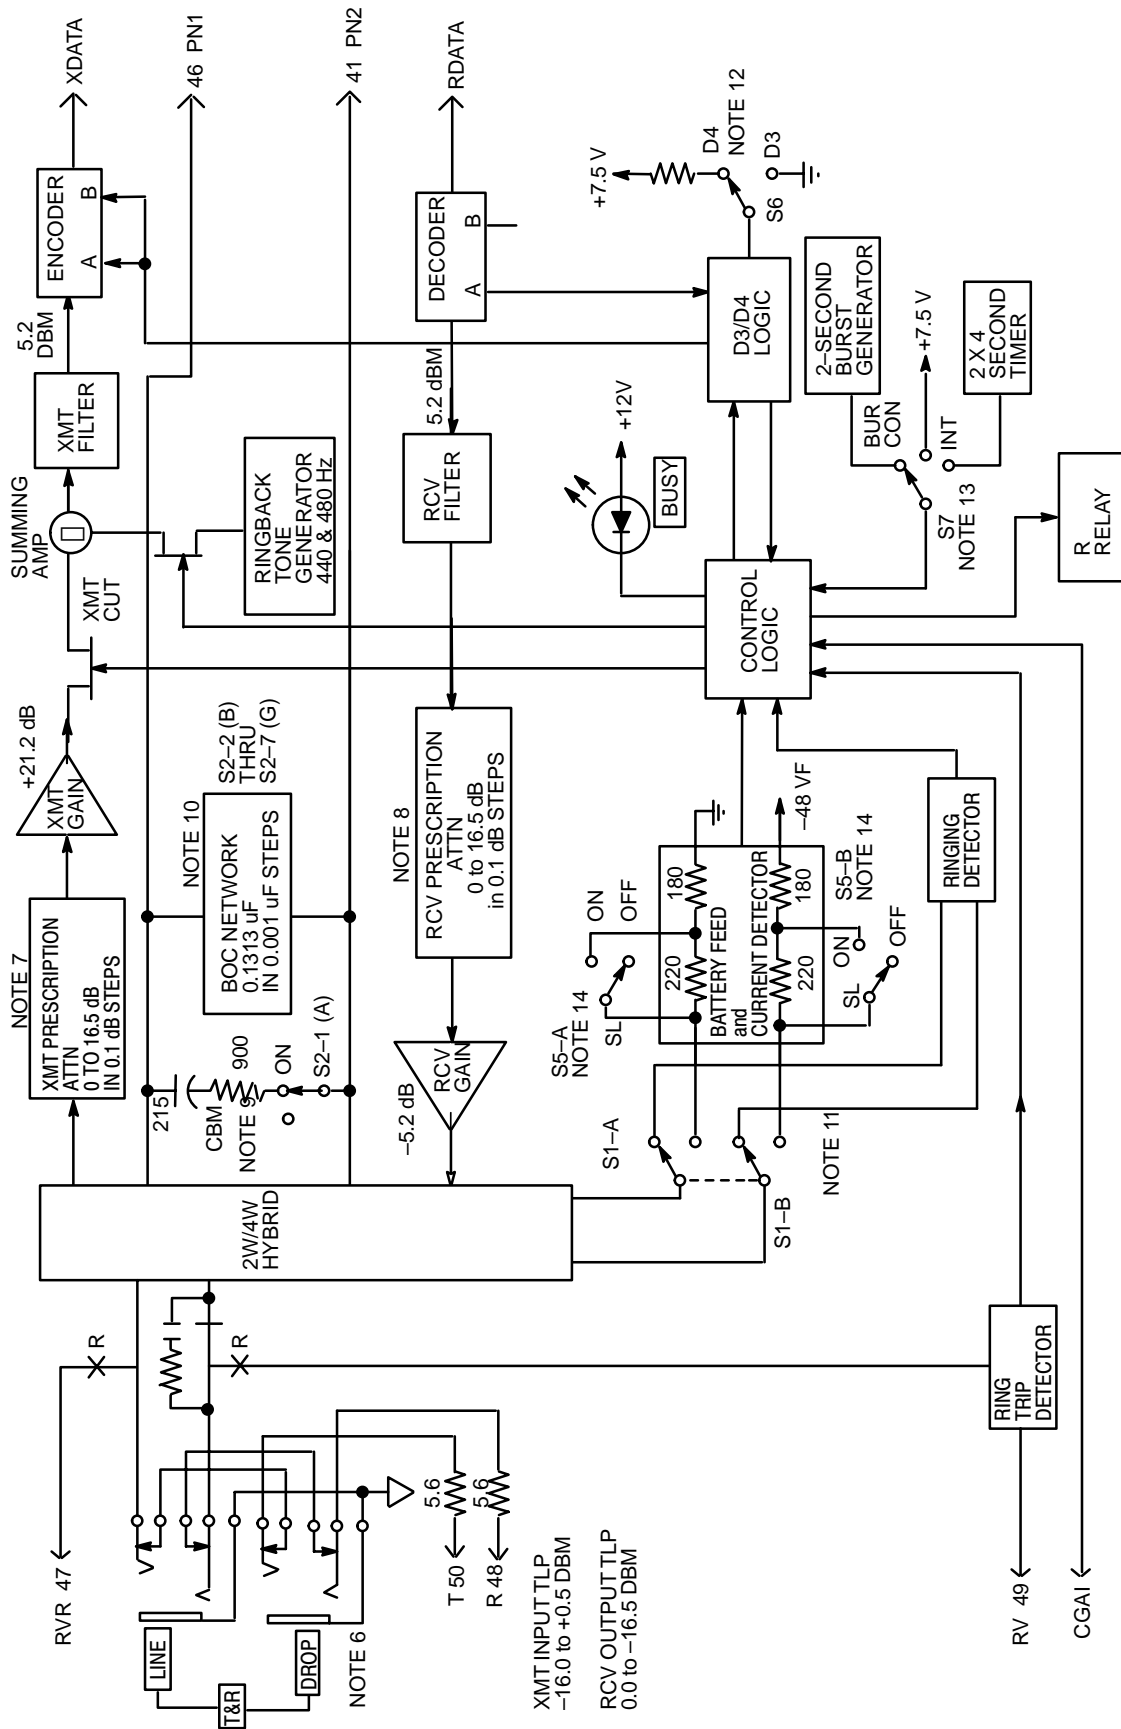 RVR 47
R
R
LINE
T&R
DROP
NOTE 6
T 50
R 48
5.6
5.6
XMT INPUT TLP
–16.0 to +0.5 DBM
RCV OUTPUT TLP
0.0 to –16.5 DBM
2W/4W
HYBRID
NOTE 7
XMT PRESCRIPTION
ATTN
0 TO 16.5 dB
IN 0.1 dB STEPS
XMT
GAIN
+21.2 dB
XMT
CUT
SUMMING
AMP
XMT
FILTER
5.2
DBM
ENCODER
A
B
XDATA
46 PN1
215
CBM
NOTE 9
900
ON
S2–1 (A)
NOTE 10
BOC NETWORK
0.1313 uF
IN 0.001 uF STEPS
S2–2 (B)
THRU
S2–7 (G)
RINGBACK
TONE
GENERATOR
440 & 480 Hz
41 PN2
–5.2 dB
RCV
GAIN
NOTE 8
RCV PRESCRIPTION
ATTN
0 to 16.5 dB
in 0.1 dB STEPS
RCV
FILTER
5.2 dBM
DECODER
A
B
RDATA
S1–A
S1–B
NOTE 11
S5–A
NOTE 14
SL
ON
OFF
220
180
BATTERY FEED
and
CURRENT DETECTOR
220
180
–48 VF
S5–B
NOTE 14
SL
ON
OFF
RINGING
DETECTOR
CONTROL
LOGIC
BUSY
+12V
D3/D4
LOGIC
+7.5 V
D4
NOTE 12
S6
D3
2–SECOND
BURST
GENERATOR
BUR
CON
S7
NOTE 13
+7.5 V
INT
2 X 4
SECOND
TIMER
R
RELAY
RING
TRIP
DETECTOR
RV 49
CGAI